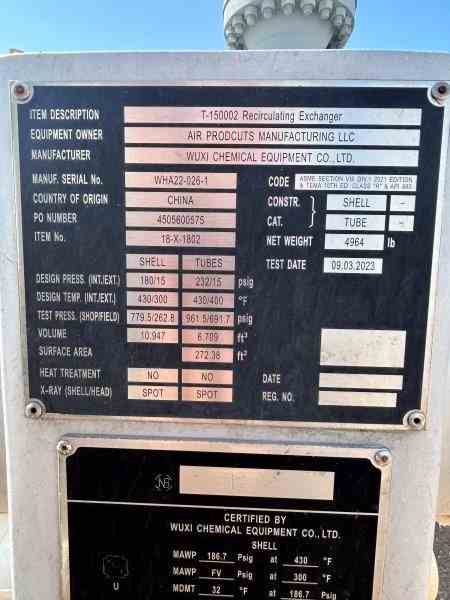 ITEM DESCRIPTION T-150002 Recirculating Exchanger
EQUIPMENT OWNER AIR PRODCUTS MANUFACTURING LLC
MANUFACTURER WUXI CHEMICAL EQUIPMENT CO., LTD.
MANUF. SERIAL No. WHA22-026-1 CODE ASME SECTION VIII DIV.1 2021 EDITION & TEMA 10TH ED. CLASS "R" & API 660
COUNTRY OF ORIGIN CHINA CONSTR. SHELL -
PO NUMBER 4505600575 CAT. TUBE -
ITEM No. 18-X-1802 NET WEIGHT 4964 lb
TEST DATE 09.03.2023
SHELL TUBES
DESIGN PRESS. (INT./EXT.) 180/15 232/15 psig
DESIGN TEMP. (INT./EXT.) 430/300 430/400 °F
TEST PRESS. (SHOP/FIELD) 779.5/262.8 961.5/691.7 psig
VOLUME 10.947 6.709 ft³
SURFACE AREA 272.38 ft²
HEAT TREATMENT NO NO DATE
X-RAY (SHELL/HEAD) SPOT SPOT REG. NO.
NB
CERTIFIED BY
WUXI CHEMICAL EQUIPMENT CO., LTD.
SHELL
MAWP 186.7 Psig at 430 °F
MAWP FV Psig at 300 °F
U MDMT 32 °F at 186.7 Psig